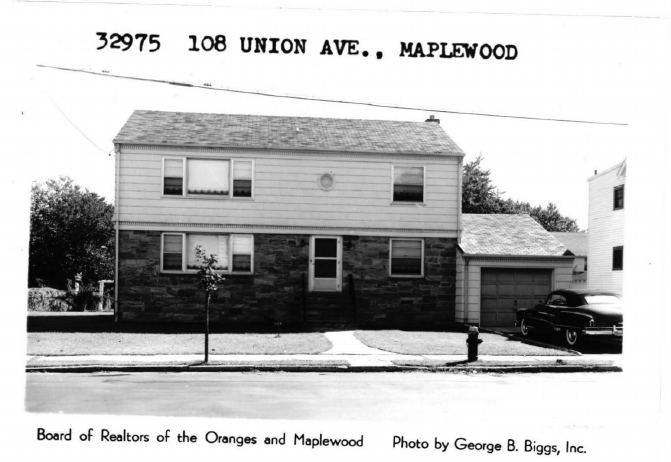 32975 108 UNION AVE., MAPLEWOOD
Board of Realtors of the Oranges and Maplewood Photo by George B. Biggs, Inc.